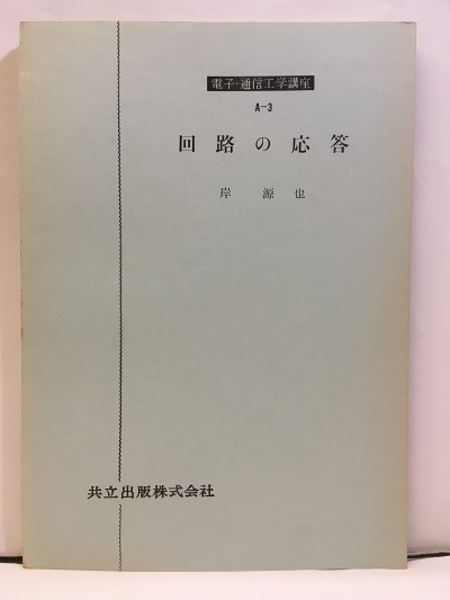 電子・通信工学講座
A-3
回路の応答
岸 源也
共立出版株式会社